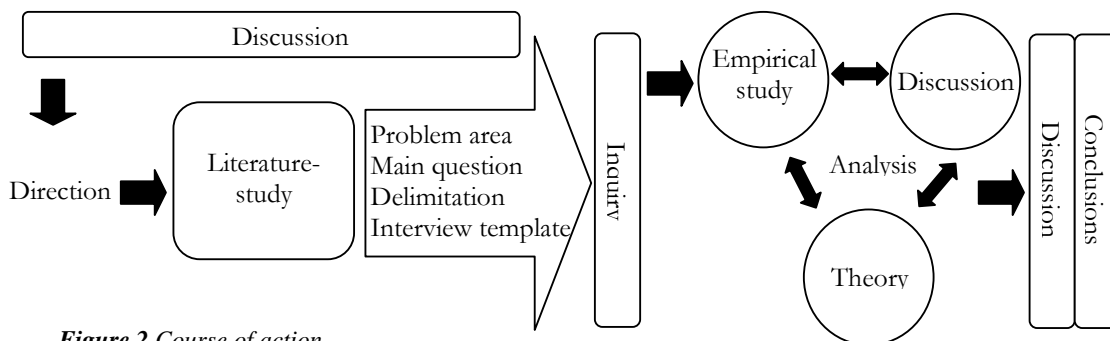 Discussion
Direction
Literature-
study
Problem area
Main question
Delimitation
Interview template
Inquiry
Empirical
study
Discussion
Analysis
Theory
Discussion
Conclusions
Figure 2 Course of action